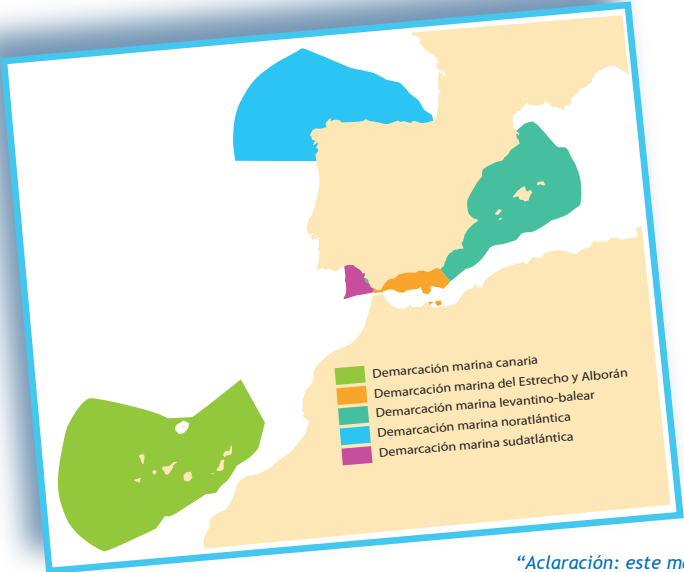 Demarcación marina canaria
Demarcación marina del Estrecho y Alborán
Demarcación marina levantino-balear
Demarcación marina noratlántica
Demarcación marina sudatlántica
“Aclaración: este